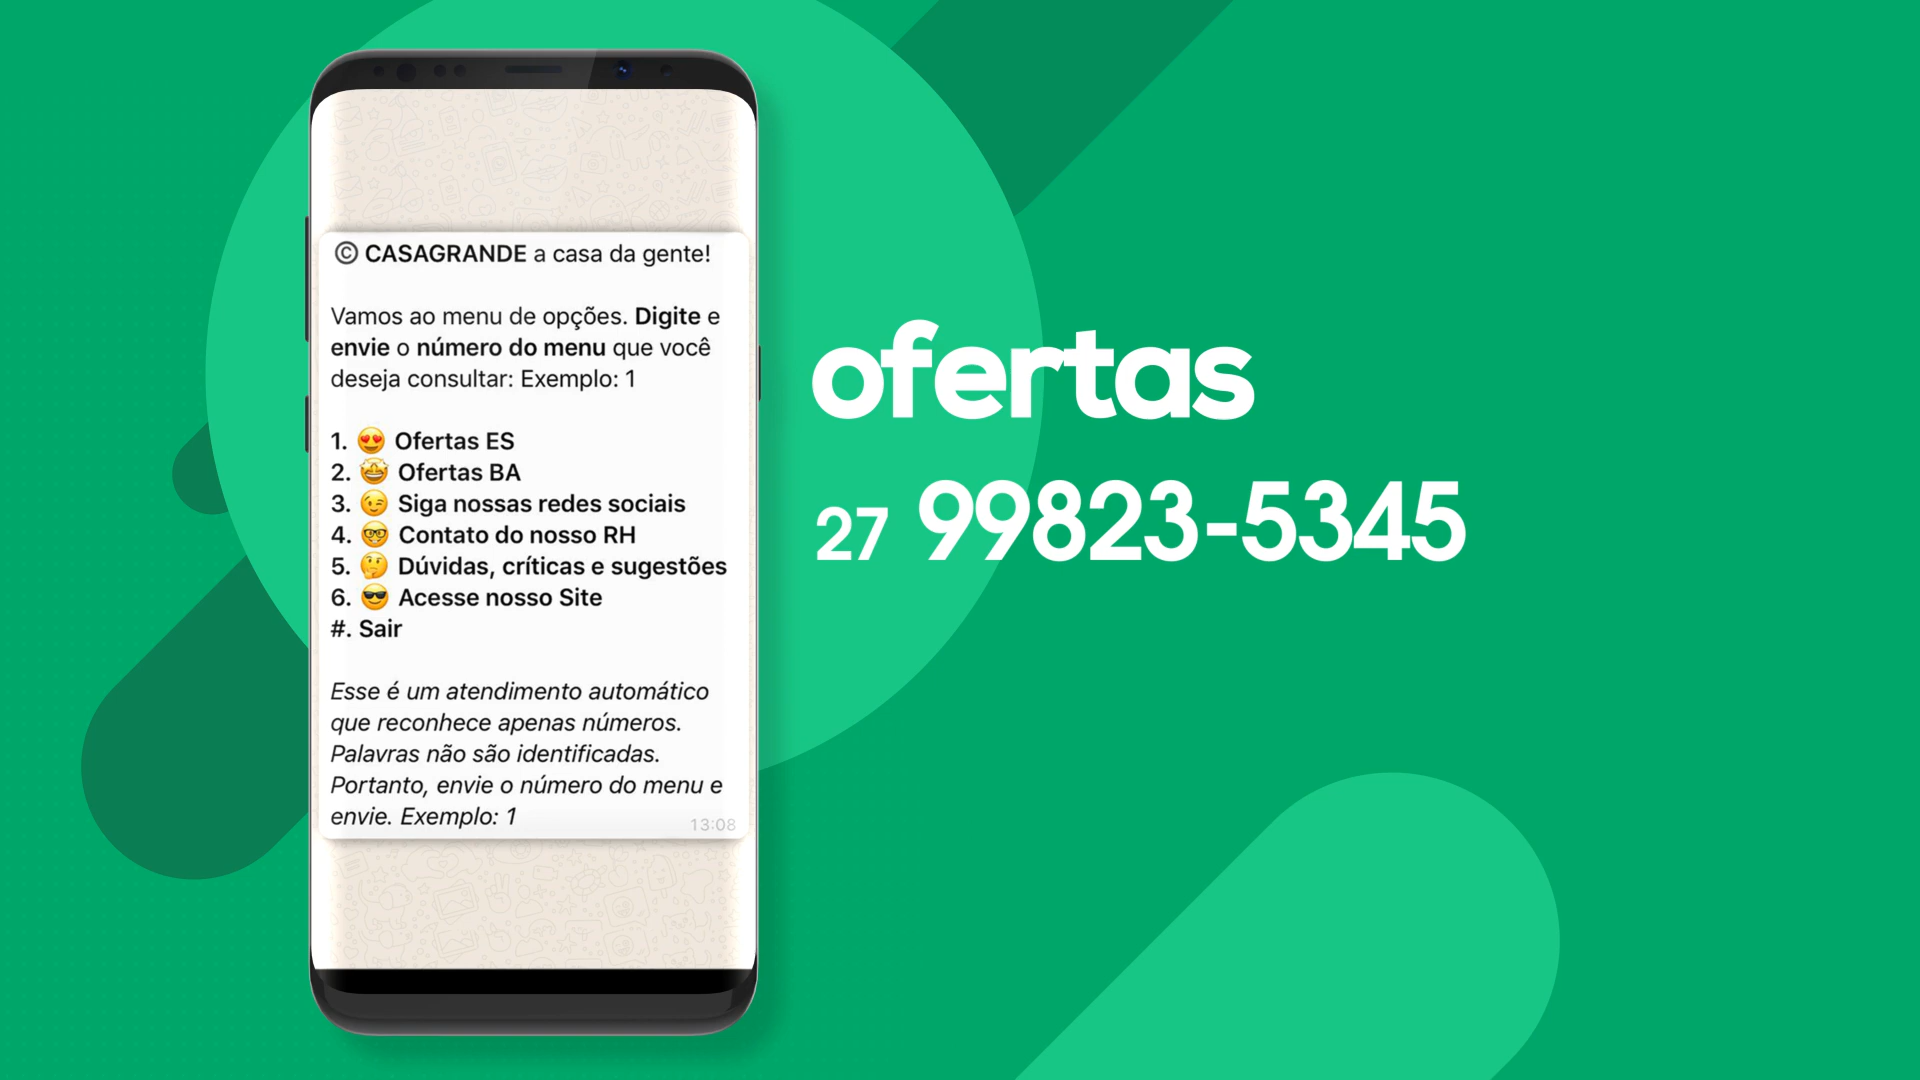 © CASAGRANDE a casa da gente!
Vamos ao menu de opções. Digite e
envie o número do menu que você
deseja consultar: Exemplo: 1
1. 😍 Ofertas ES
2. 🤩 Ofertas BA
3. 😉 Siga nossas redes sociais
4. 🤓 Contato do nosso RH
5. 🤔 Dúvidas, críticas e sugestões
6. 😎 Acesse nosso Site
#. Sair
Esse é um atendimento automático
que reconhece apenas números.
Palavras não são identificadas.
Portanto, envie o número do menu e
envie. Exemplo: 1
13:08
ofertas
27 99823-5345